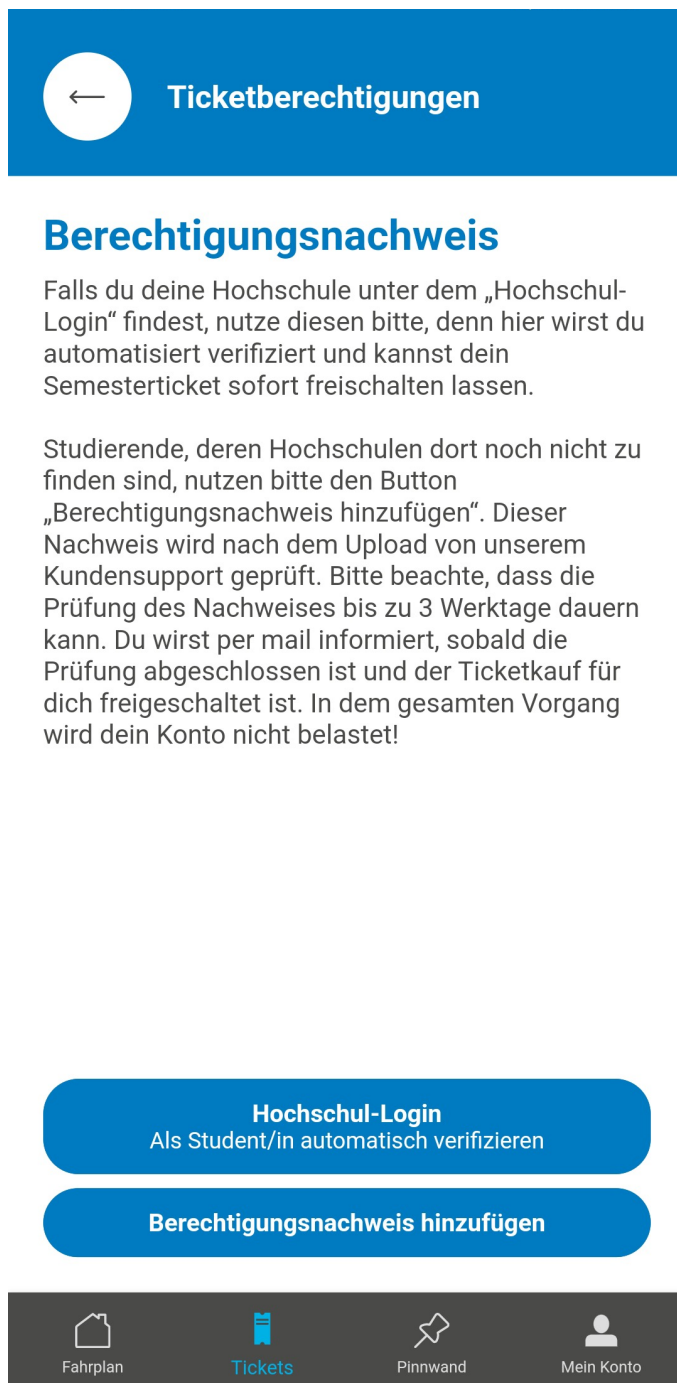 Ticketberechtigungen
Berechtigungsnachweis
Falls du deine Hochschule unter dem „Hochschul-
Login“ findest, nutze diesen bitte, denn hier wirst du
automatisiert verifiziert und kannst dein
Semesterticket sofort freischalten lassen.
Studierende, deren Hochschulen dort noch nicht zu
finden sind, nutzen bitte den Button
„Berechtigungsnachweis hinzufügen“. Dieser
Nachweis wird nach dem Upload von unserem
Kundensupport geprüft. Bitte beachte, dass die
Prüfung des Nachweises bis zu 3 Werktage dauern
kann. Du wirst per mail informiert, sobald die
Prüfung abgeschlossen ist und der Ticketkauf für
dich freigeschaltet ist. In dem gesamten Vorgang
wird dein Konto nicht belastet!
Hochschul-Login
Als Student/in automatisch verifizieren
Berechtigungsnachweis hinzufügen
Fahrplan
Tickets
Pinnwand
Mein Konto